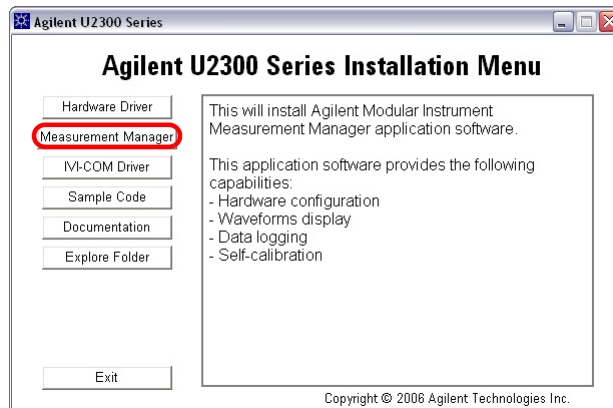 Agilent U2300 Series
Agilent U2300 Series Installation Menu
Hardware Driver
Measurement Manager
IVI-COM Driver
Sample Code
Documentation
Explore Folder
Exit
This will install Agilent Modular Instrument
Measurement Manager application software.
This application software provides the following
capabilities:
- Hardware configuration
- Waveforms display
- Data logging
- Self-calibration
Copyright © 2006 Agilent Technologies Inc.